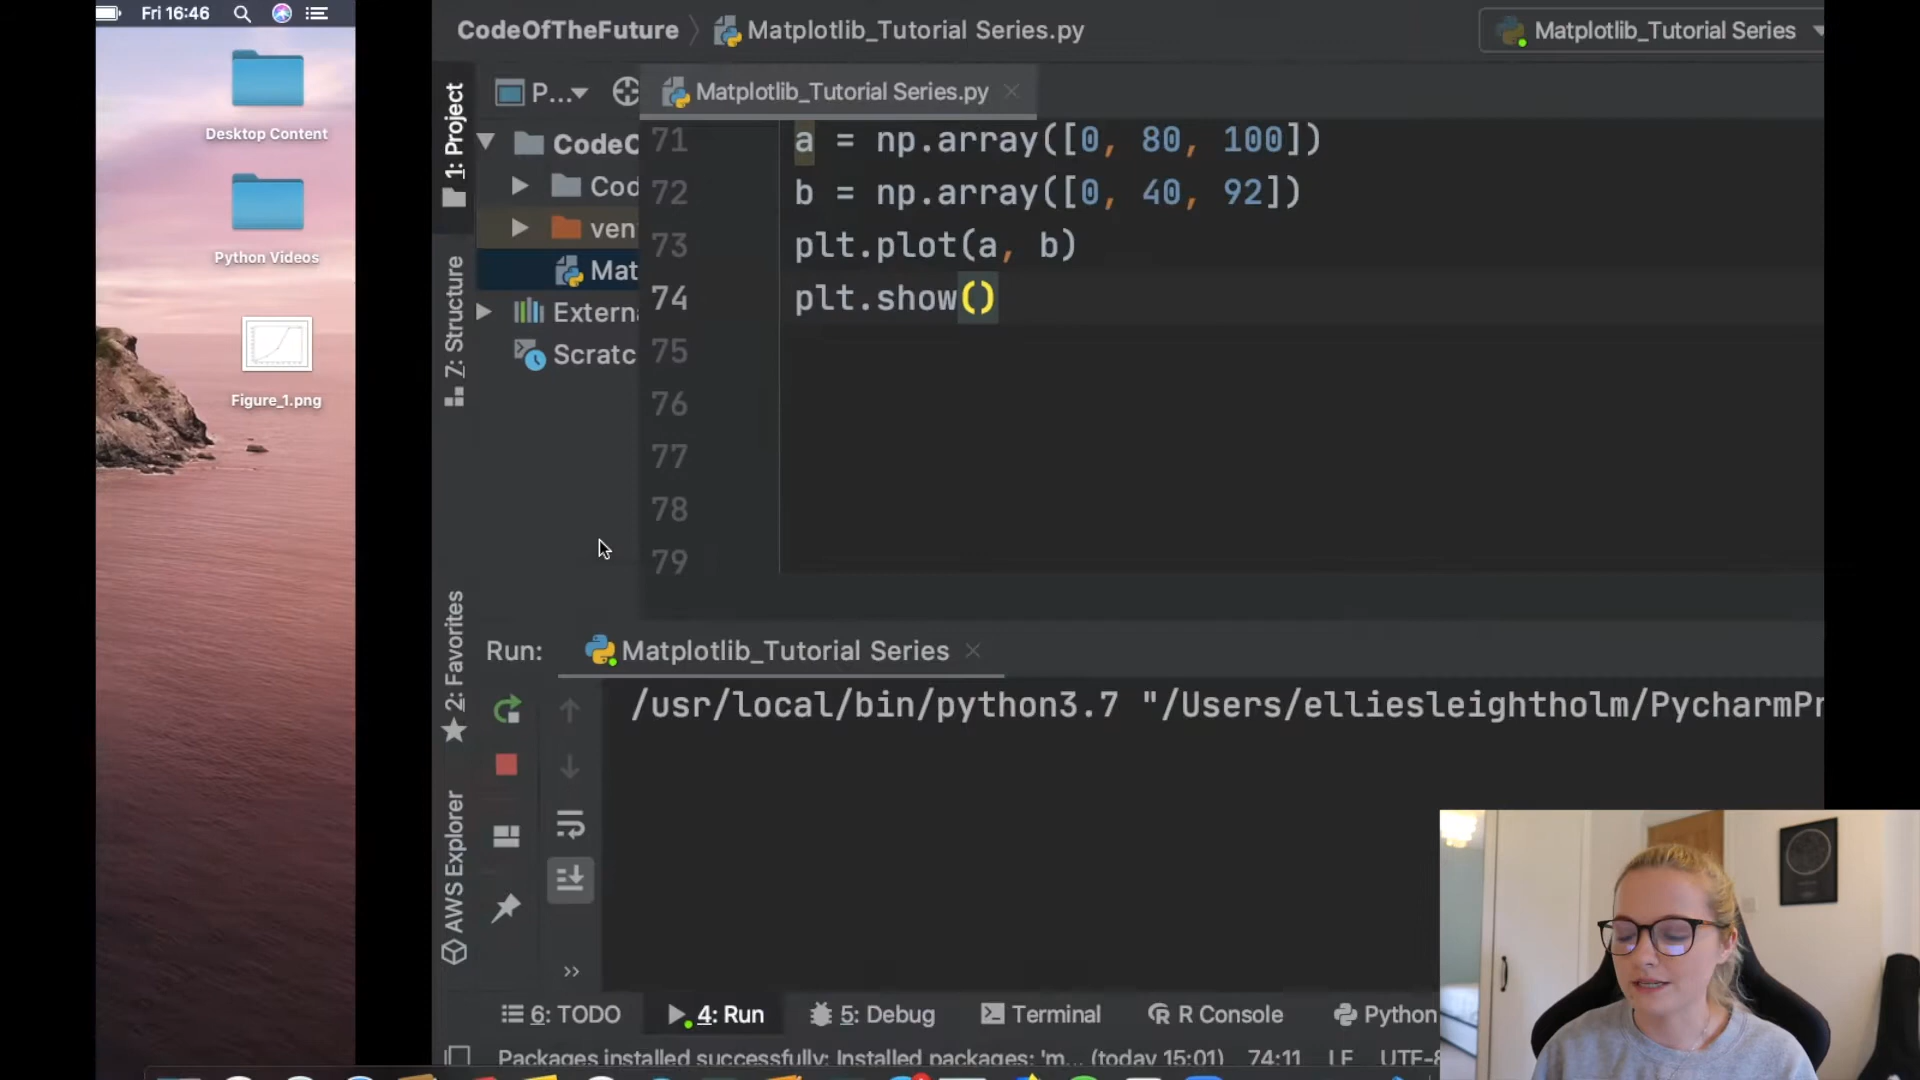 Fri 16:46
Desktop Content
Python Videos
Figure_1.png
CodeOfTheFuture
Matplotlib_Tutorial Series.py
Matplotlib_Tutorial Series
P...
Matplotlib_Tutorial Series.py
1: Project
Z: Structure
2: Favorites
AWS Explorer
CodeO
Cod
ven
Mat
Externa
Scratc
71 a = np.array([0, 80, 100])
72 b = np.array([0, 40, 92])
73 plt.plot(a, b)
74 plt.show()
75
76
77
78
79
Run: Matplotlib_Tutorial Series
/usr/local/bin/python3.7 "/Users/elliesleightholm/PycharmPr
6: TODO 4: Run 5: Debug Terminal R Console Python
Packages installed successfully: Installed packages: 'm... (today 15:01) 74:11 LF UTF-8